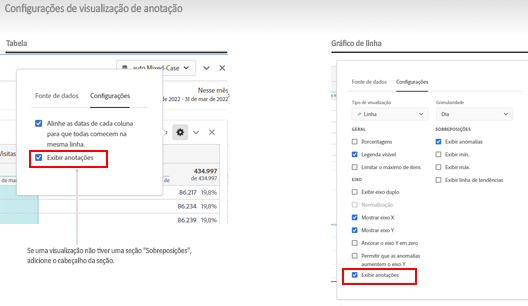 Configurações de visualização de anotação
Tabela
auto Mixed-Case
Nesse mês
de 2022 - 31 de mar de 2022
Fonte de dados
Configurações
Alinhe as datas de cada coluna
para que todas comecem na
mesma linha.
Exibir anotações
Visitas
434.997
de 434.997
86.217 19,8%
86.234 19,8%
86.239 19,8%
Se uma visualização não tiver uma seção "Sobreposições",
adicione o cabeçalho da seção.
Gráfico de linha
Fonte de dados
Configurações
Tipo de visualização
Linha
Granularidade
Dia
GERAL
Porcentagens
Legenda visível
Limitar o máximo de itens
EIXO
Exibir eixo duplo
Normalização
Mostrar eixo X
Mostrar eixo Y
Ancorar o eixo Y em zero
Permitir que as anomalias
aumentem o eixo Y
Exibir anotações
SOBREPOSIÇÕES
Exibir anomalias
Exibir mín.
Exibir máx.
Exibir linha de tendências